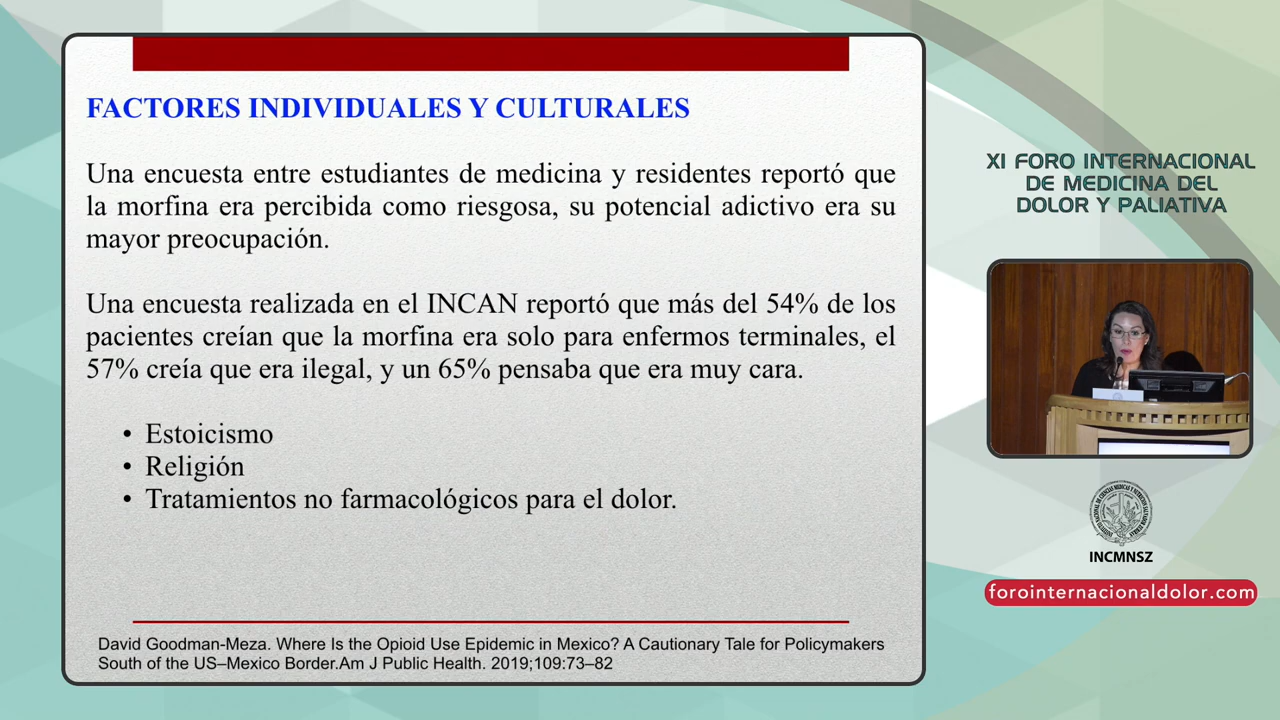 FACTORES INDIVIDUALES Y CULTURALES
Una encuesta entre estudiantes de medicina y residentes reportó que
la morfina era percibida como riesgosa, su potencial adictivo era su
mayor preocupación.
Una encuesta realizada en el INCAN reportó que más del 54% de los
pacientes creían que la morfina era solo para enfermos terminales, el
57% creía que era ilegal, y un 65% pensaba que era muy cara.
• Estoicismo
• Religión
• Tratamientos no farmacológicos para el dolor.
David Goodman-Meza. Where Is the Opioid Use Epidemic in Mexico? A Cautionary Tale for Policymakers
South of the US–Mexico Border.Am J Public Health. 2019;109:73–82
XI FORO INTERNACIONAL
DE MEDICINA DEL
DOLOR Y PALIATIVA
INCMNSZ
forointernacionaldolor.com